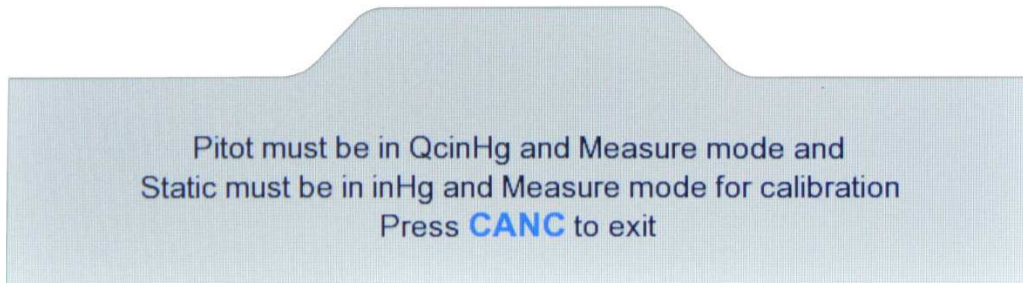 Pitot must be in QcinHg and Measure mode and
Static must be in inHg and Measure mode for calibration
Press CANC to exit